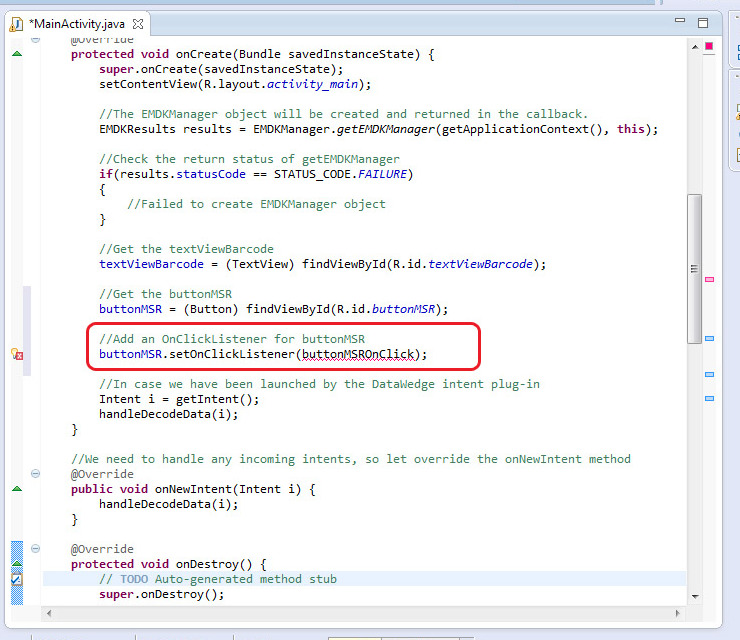 *MainActivity.java
@Override
protected void onCreate(Bundle savedInstanceState) {
super.onCreate(savedInstanceState);
setContentView(R.layout.activity_main);
//The EMDKManager object will be created and returned in the callback.
EMDKResults results = EMDKManager.getEMDKManager(getApplicationContext(), this);
//Check the return status of getEMDKManager
if(results.statusCode == STATUS_CODE.FAILURE)
{
//Failed to create EMDKManager object
}
//Get the textViewBarcode
textViewBarcode = (TextView) findViewById(R.id.textViewBarcode);
//Get the buttonMSR
buttonMSR = (Button) findViewById(R.id.buttonMSR);
//Add an OnClickListener for buttonMSR
buttonMSR.setOnClickListener(buttonMSROnClick);
//In case we have been launched by the DataWedge intent plug-in
Intent i = getIntent();
handleDecodeData(i);
}
//We need to handle any incoming intents, so let override the onNewIntent method
@Override
public void onNewIntent(Intent i) {
handleDecodeData(i);
}
@Override
protected void onDestroy() {
// TODO Auto-generated method stub
super.onDestroy();